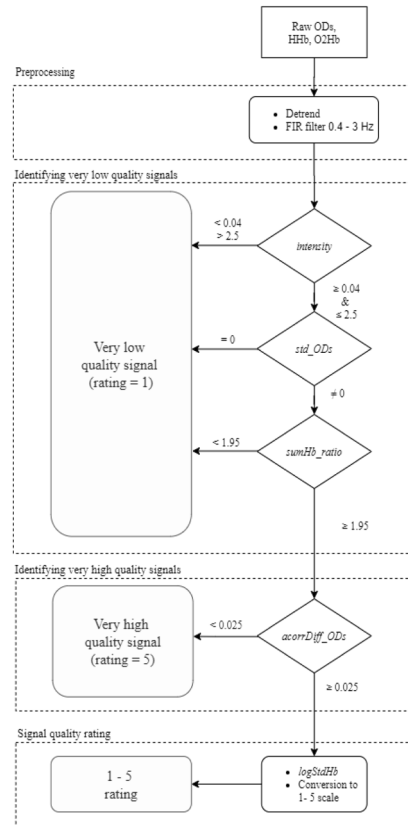 Raw ODs,
HHb, O2Hb
Preprocessing
• Detrend
• FIR filter 0.4 - 3 Hz
Identifying very low quality signals
< 0.04
> 2.5
intensity
≥ 0.04
&
≤ 2.5
Very low
quality signal
(rating = 1)
= 0
std_ODs
≠ 0
< 1.95
sumHb_ratio
≥ 1.95
Identifying very high quality signals
Very high
quality signal
(rating = 5)
< 0.025
acorrDiff_ODs
≥ 0.025
Signal quality rating
1 - 5
rating
• logStdHb
• Conversion to
1- 5 scale